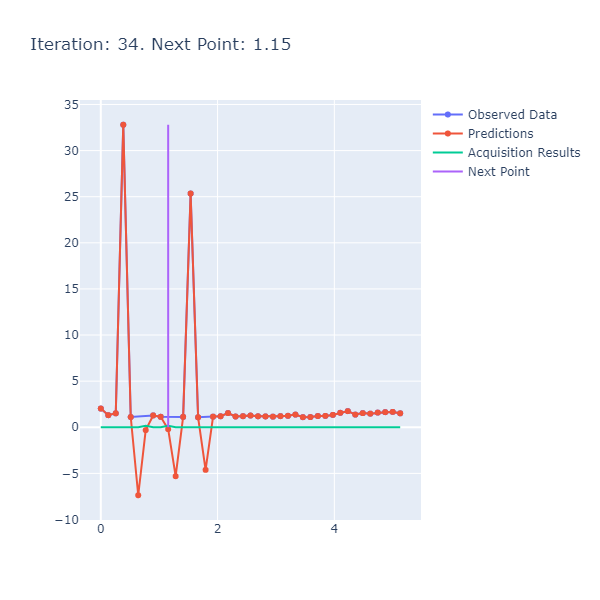 Iteration: 34. Next Point: 1.15
35
30
25
20
15
10
5
0
−5
−10
0
2
4
Observed Data
Predictions
Acquisition Results
Next Point